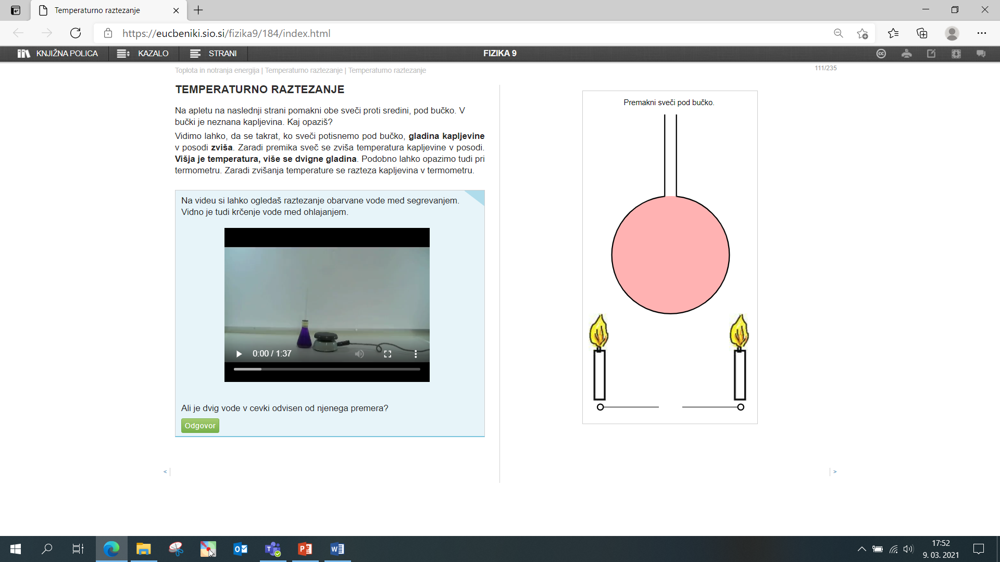 Temperaturno raztezanje
https://eucbeniki.sio.si/fizika9/184/index.html
KNJIŽNA POLICA
KAZALO
STRANI
FIZIKA 9
Toplota in notranja energija | Temperaturno raztezanje | Temperaturno raztezanje
111/235
TEMPERATURNO RAZTEZANJE
Na apletu na naslednji strani pomakni obe sveči proti sredini, pod bučko. V
bučki je neznana kapljevina. Kaj opaziš?
Vidimo lahko, da se takrat, ko sveči potisnemo pod bučko, gladina kapljevine
v posodi zviša. Zaradi premika sveč se zviša temperatura kapljevine v posodi.
Višja je temperatura, više se dvigne gladina. Podobno lahko opazimo tudi pri
termometru. Zaradi zvišanja temperature se razteza kapljevina v termometru.
Na videu si lahko ogledaš raztezanje obarvane vode med segrevanjem.
Vidno je tudi krčenje vode med ohlajanjem.
0:00 / 1:37
Ali je dvig vode v cevki odvisen od njenega premera?
Odgovor
Premakni sveči pod bučko.
<
>
17:52
9. 03. 2021